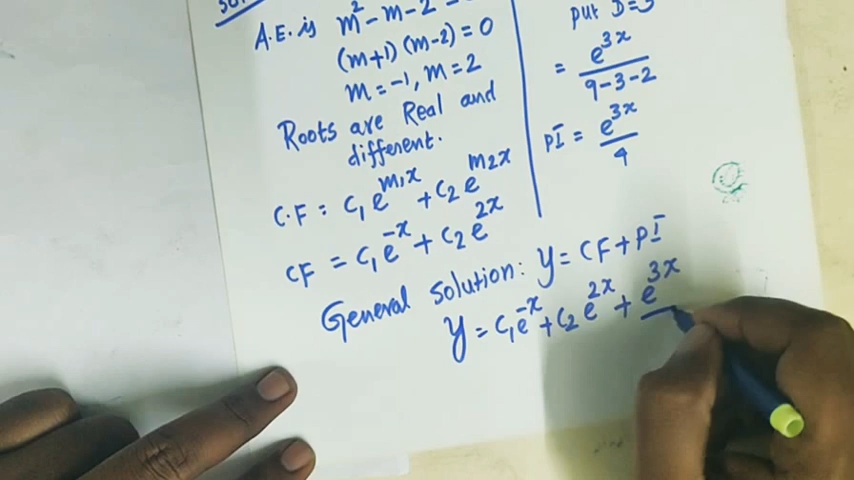 A.E. is m² - m - 2 =
(m+1) (m-2) = 0
m = -1, m = 2
Roots are Real and
different.
C.F = C₁e^m₁x + C₂e^m₂x
CF = C₁e^-x + C₂e^2x
put D=3
= e^3x / 9-3-2
PI = e^3x / 4
General Solution: y = CF + PI
y = C₁e^-x + C₂e^2x + e^3x